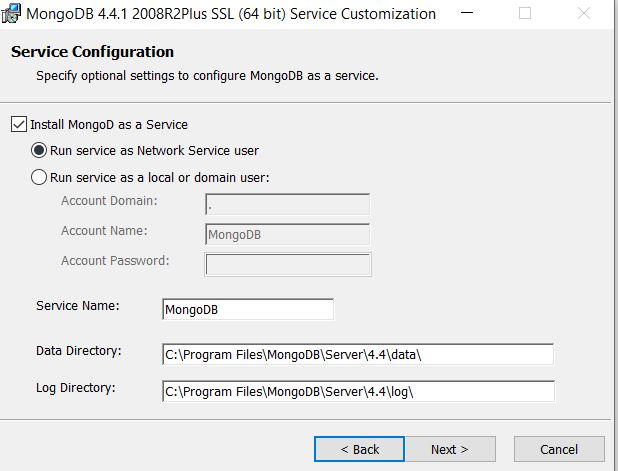 MongoDB 4.4.1 2008R2Plus SSL (64 bit) Service Customization
Service Configuration
Specify optional settings to configure MongoDB as a service.
Install MongoD as a Service
Run service as Network Service user
Run service as a local or domain user:
Account Domain: .
Account Name: MongoDB
Account Password:
Service Name: MongoDB
Data Directory: C:\Program Files\MongoDB\Server\4.4\data\
Log Directory: C:\Program Files\MongoDB\Server\4.4\log\
< Back Next > Cancel